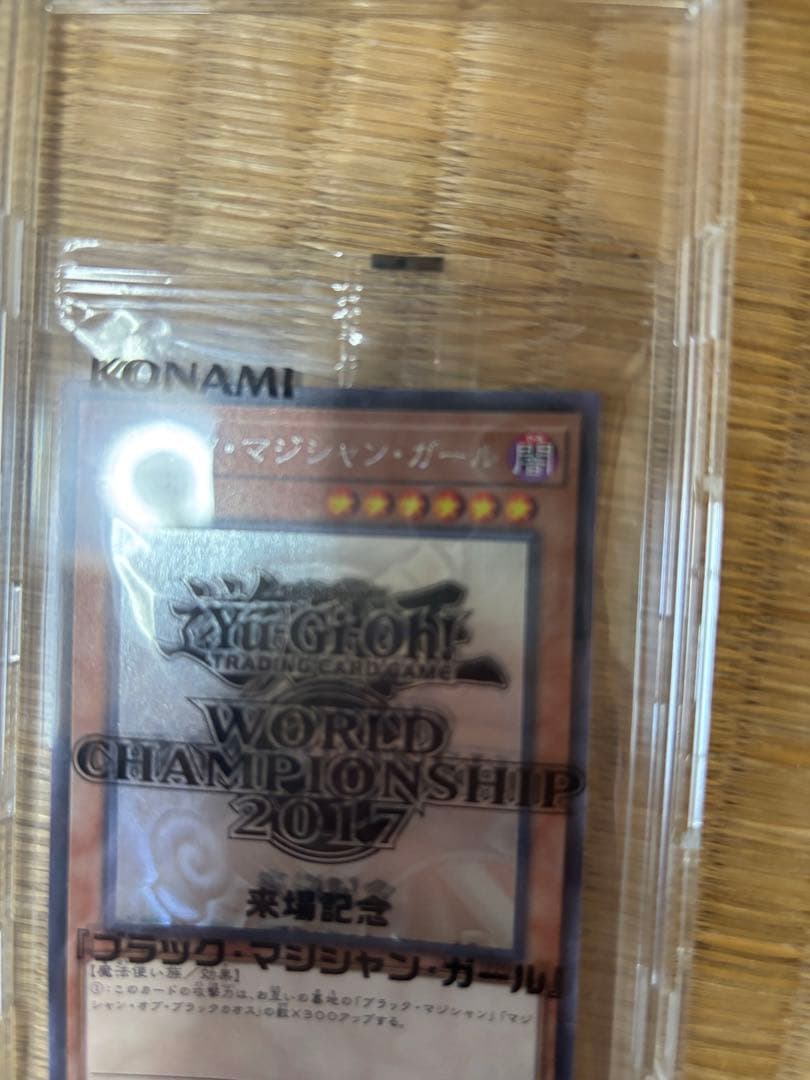 KONAMI
・マジシャン・ガール 闇
Yu-Gi-Oh!
TRADING CARD GAME
WORLD
CHAMPIONSHIP
2017
来場記念
『ブラック・マジシャン・ガール』
【魔法使い族/効果】
①:このカードの攻撃力は、お互いの墓地の「ブラック・マジシャン」「マジ
シャン・オブ・ブラックカオス」の数×300アップする。